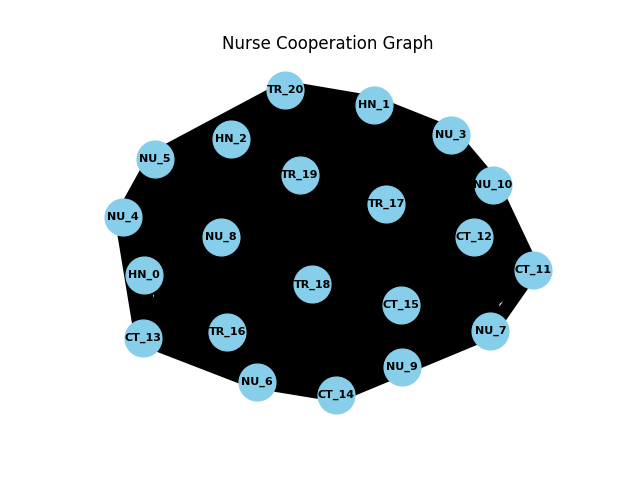 Nurse Cooperation Graph
TR_20
HN_1
NU_3
HN_2
NU_5
TR_19
NU_10
TR_17
NU_4
NU_8
CT_12
CT_11
HN_0
TR_18
CT_15
NU_7
TR_16
CT_13
NU_9
NU_6
CT_14